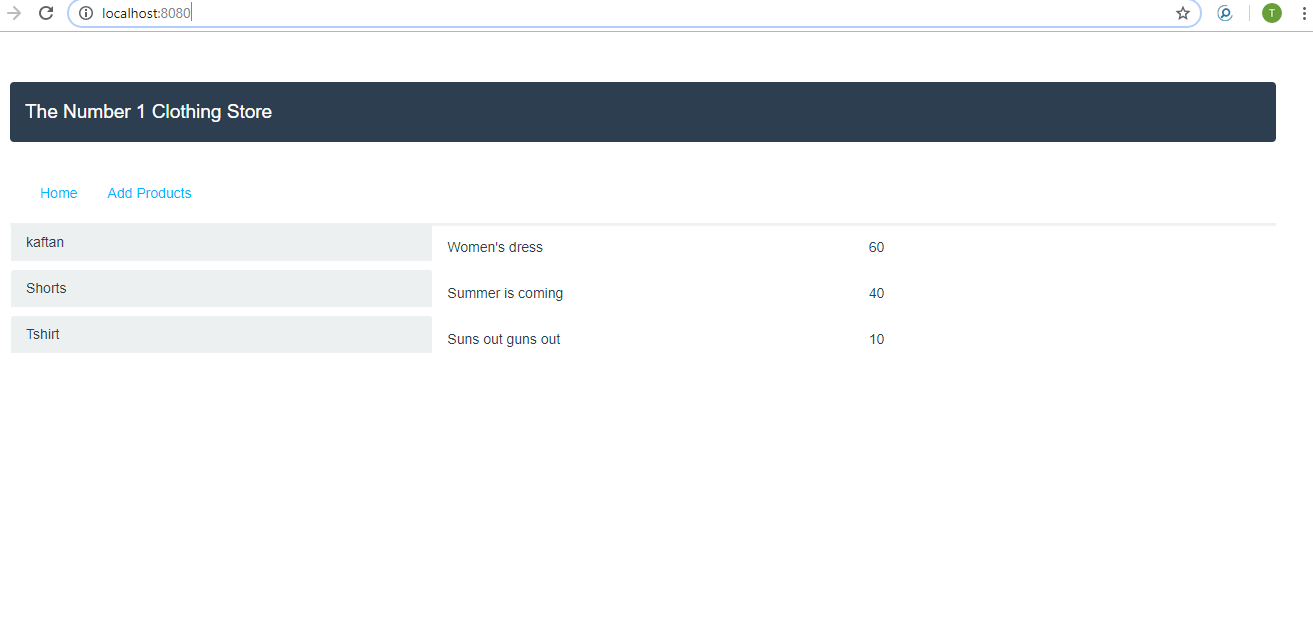 localhost:8080
T
The Number 1 Clothing Store
Home Add Products
kaftan Women's dress 60
Shorts Summer is coming 40
Tshirt Suns out guns out 10